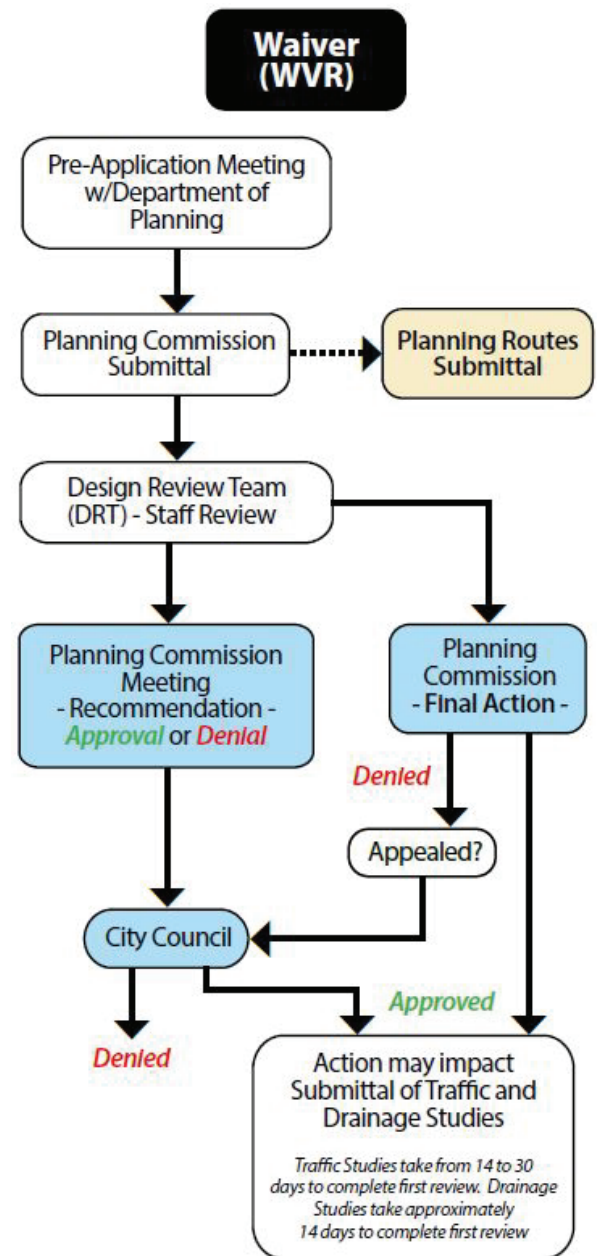 Waiver
(WVR)
Pre-Application Meeting
w/Department of
Planning
Planning Commission
Submittal
Planning Routes
Submittal
Design Review Team
(DRT) - Staff Review
Planning Commission
Meeting
- Recommendation -
Approval or Denial
Planning
Commission
- Final Action -
Denied
Appealed?
City Council
Approved
Denied
Action may impact
Submittal of Traffic and
Drainage Studies
Traffic Studies take from 14 to 30
days to complete first review. Drainage
Studies take approximately
14 days to complete first review